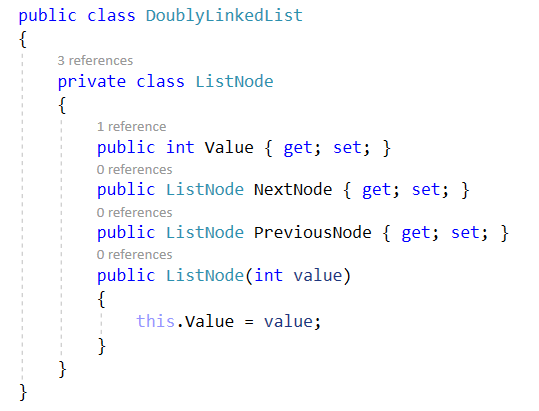 public class DoublyLinkedList
{
3 references
private class ListNode
{
1 reference
public int Value { get; set; }
0 references
public ListNode NextNode { get; set; }
0 references
public ListNode PreviousNode { get; set; }
0 references
public ListNode(int value)
{
this.Value = value;
}
}
}